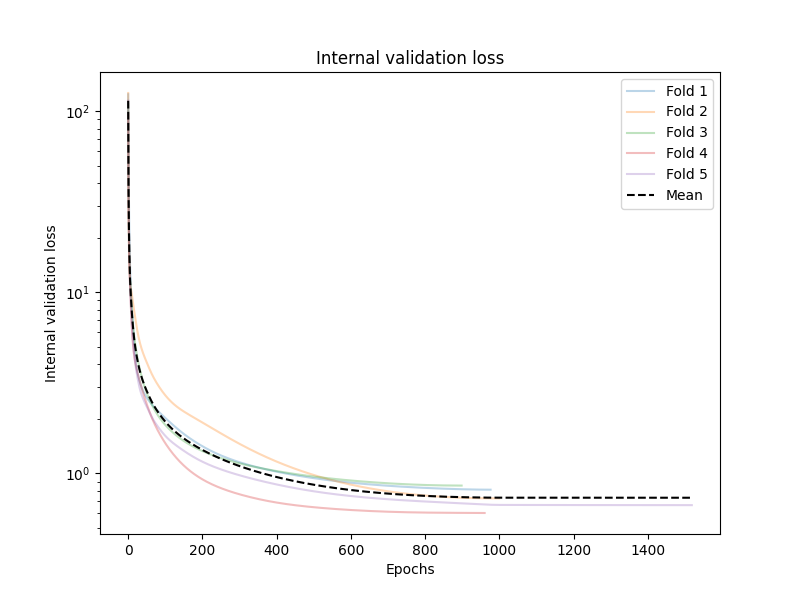 Internal validation loss
Fold 1
Fold 2
Fold 3
Fold 4
Fold 5
Mean
10²
10¹
10⁰
Internal validation loss
0 200 400 600 800 1000 1200 1400
Epochs